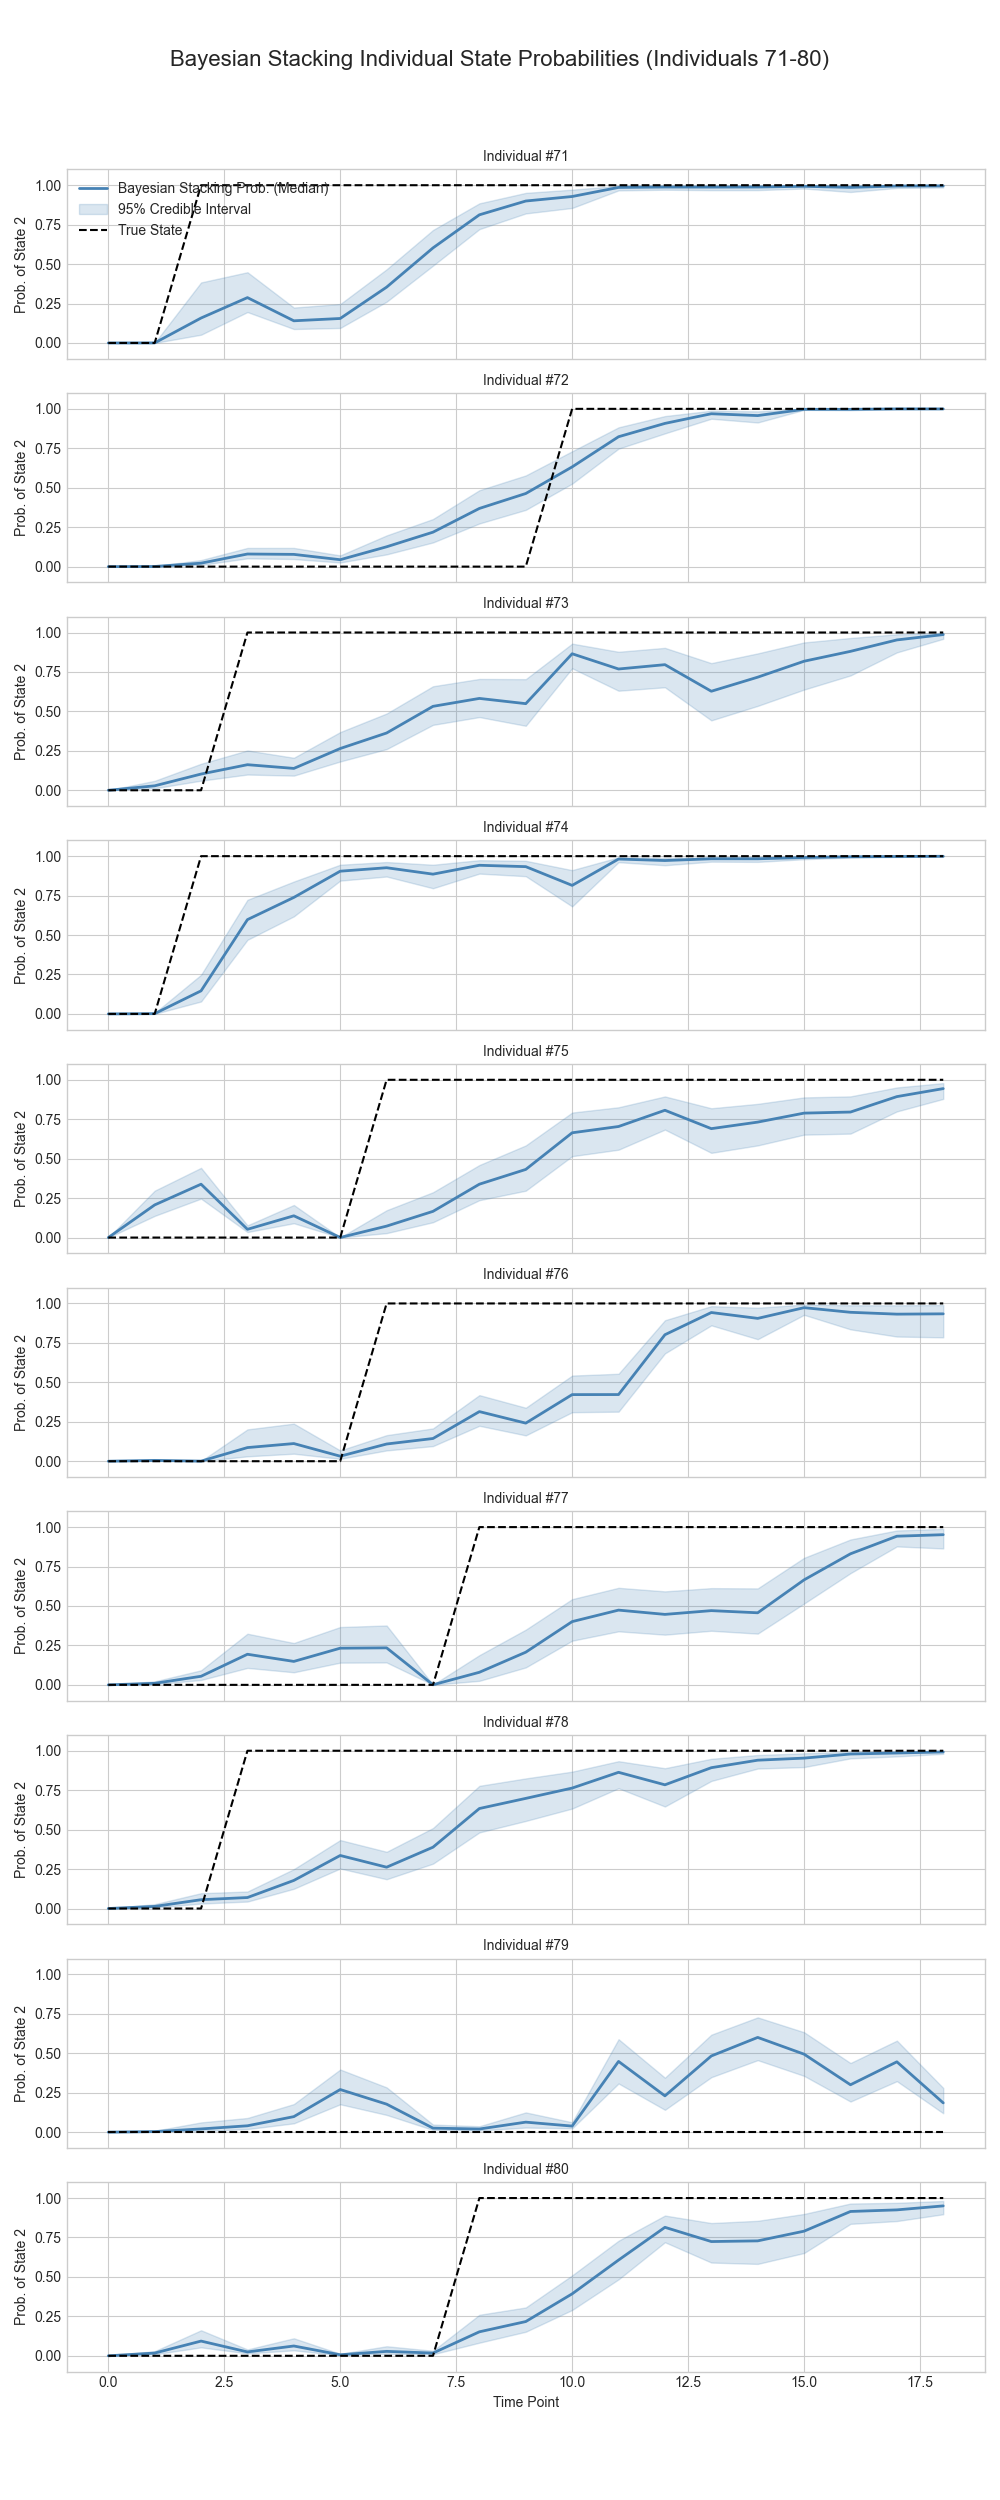 Bayesian Stacking Individual State Probabilities (Individuals 71-80)
Individual #71
Bayesian Stacking Prob. (Median)
95% Credible Interval
True State
1.00
0.75
0.50
0.25
0.00
Prob. of State 2
Individual #72
1.00
0.75
0.50
0.25
0.00
Prob. of State 2
Individual #73
1.00
0.75
0.50
0.25
0.00
Prob. of State 2
Individual #74
1.00
0.75
0.50
0.25
0.00
Prob. of State 2
Individual #75
1.00
0.75
0.50
0.25
0.00
Prob. of State 2
Individual #76
1.00
0.75
0.50
0.25
0.00
Prob. of State 2
Individual #77
1.00
0.75
0.50
0.25
0.00
Prob. of State 2
Individual #78
1.00
0.75
0.50
0.25
0.00
Prob. of State 2
Individual #79
1.00
0.75
0.50
0.25
0.00
Prob. of State 2
Individual #80
1.00
0.75
0.50
0.25
0.00
Prob. of State 2
0.0 2.5 5.0 7.5 10.0 12.5 15.0 17.5
Time Point